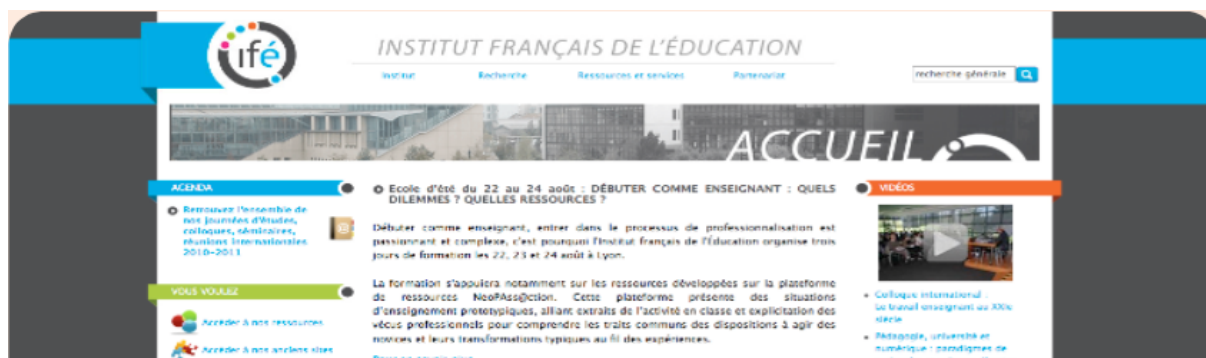 ifé
INSTITUT FRANÇAIS DE L'ÉDUCATION
Institut Recherche Ressources et services Partenariat
recherche générale
ACCUEIL
AGENDA
Retrouvez l'ensemble de
nos journées d'études,
colloques, séminaires,
réunions internationales
2010-2011
VOUS VOULEZ
Accéder à nos ressources
Accéder à nos anciens sites
Ecole d'été du 22 au 24 août : DÉBUTER COMME ENSEIGNANT : QUELS
DILEMMES ? QUELLES RESSOURCES ?
Débuter comme enseignant, entrer dans le processus de professionnalisation est
passionnant et complexe, c'est pourquoi l'Institut français de l'Éducation organise trois
jours de formation les 22, 23 et 24 août à Lyon.
La formation s'appuiera notamment sur les ressources développées sur la plateforme
de ressources NéoPAss@ction. Cette plateforme présente des situations
d'enseignement prototypiques, alliant extraits de l'activité en classe et explicitation des
vécus professionnels pour comprendre les traits communs des dispositions à agir des
novices et leurs transformations typiques au fil des expériences.
VIDÉOS
Colloque international :
Le travail enseignant au XXIe
siècle
Pédagogie, université et
numérique : paradigmes de